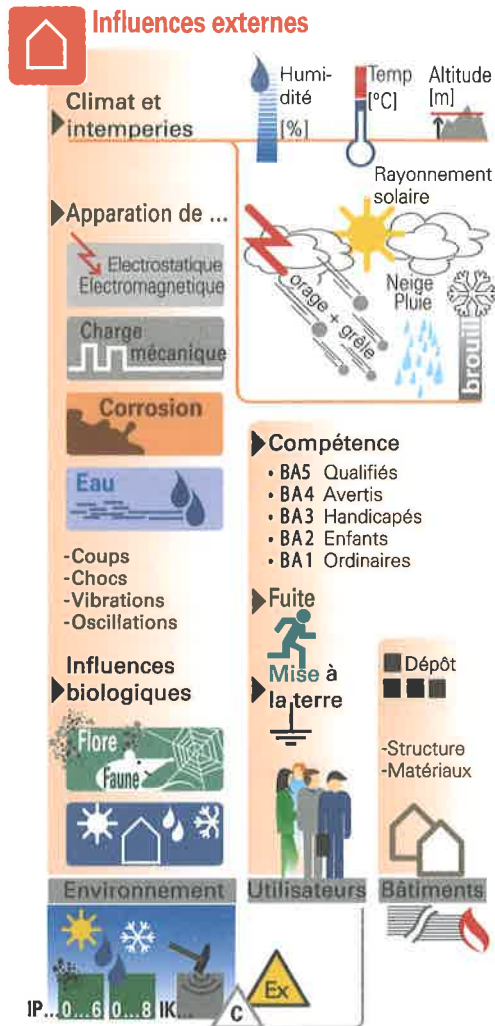 Influences externes
Climat et
intemperies
Humi-
dité
[%]
Temp
[°C]
Altitude
[m]
Rayonnement
solaire
orage + grêle
Neige
Pluie
brouill
Apparation de ...
Electrostatique
Electromagnetique
Charge
mécanique
Corrosion
Eau
-Coups
-Chocs
-Vibrations
-Oscillations
Influences
biologiques
Flore
Faune
Compétence
• BA5 Qualifiés
• BA4 Avertis
• BA3 Handicapés
• BA2 Enfants
• BA1 Ordinaires
Fuite
Mise à
la terre
Dépôt
-Structure
-Matériaux
Environnement
Utilisateurs
Bâtiments
IP...0...6 0...8 IK...
C
Ex